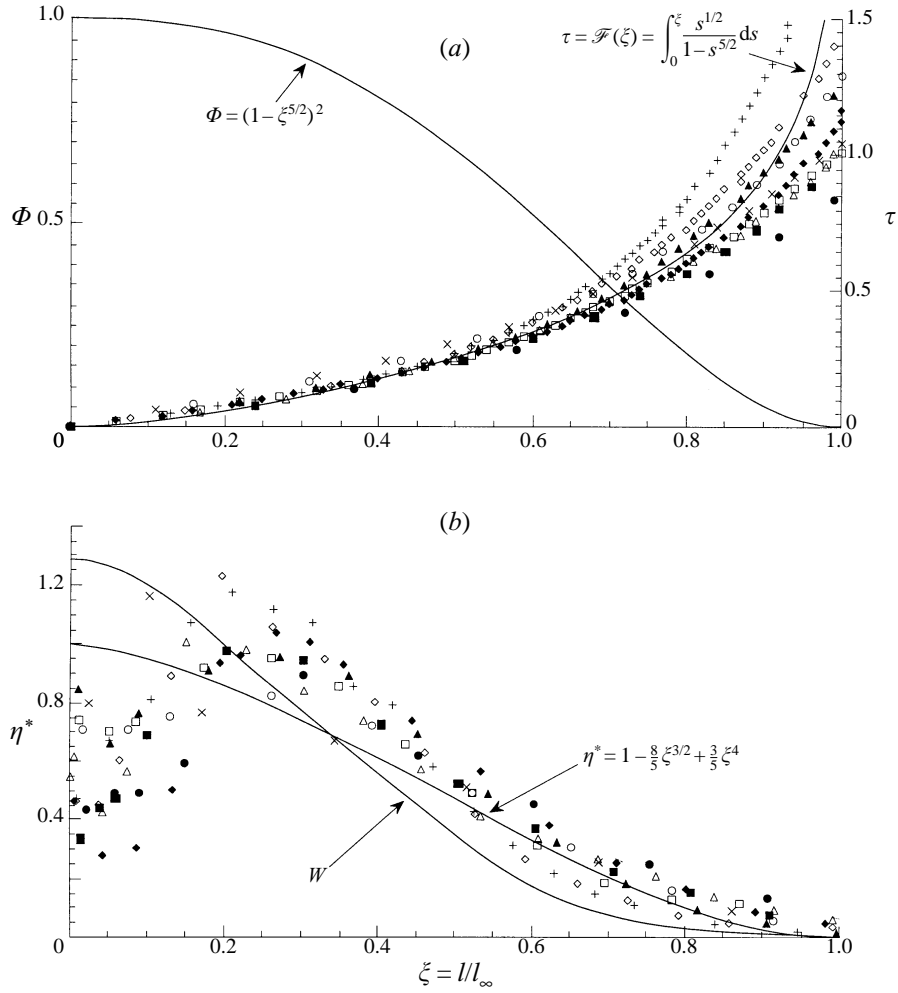 1.0
(a)
τ = ℱ(ξ) = ∫₀^ξ s^{1/2}/(1 − s^{5/2}) ds
1.5
Φ = (1 − ξ^{5/2})²
1.0
Φ
0.5
τ
0.5
0
0
0.2
0.4
0.6
0.8
1.0
(b)
1.2
0.8
η*
η* = 1 − 8/5 ξ^{3/2} + 3/5 ξ⁴
0.4
W
0
0
0.2
0.4
0.6
0.8
1.0
ξ = l/l∞